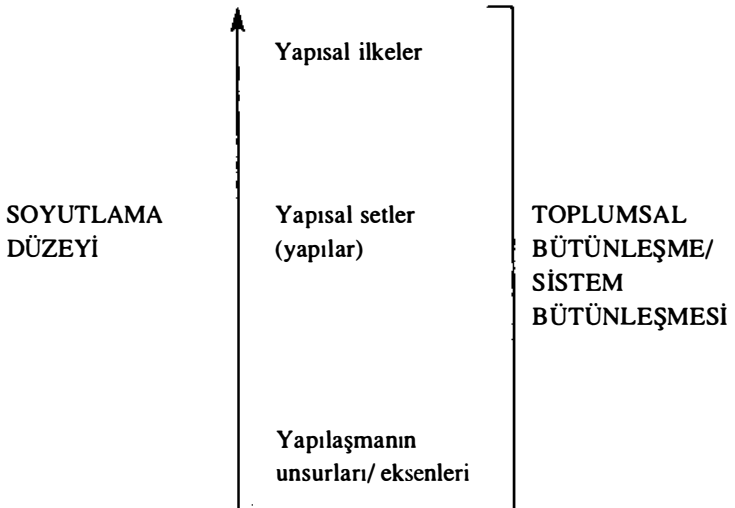 Yapısal ilkeler
SOYUTLAMA
DÜZEYİ
Yapısal setler
(yapılar)
TOPLUMSAL
BÜTÜNLEŞME/
SİSTEM
BÜTÜNLEŞMESİ
Yapılaşmanın
unsurları/ eksenleri